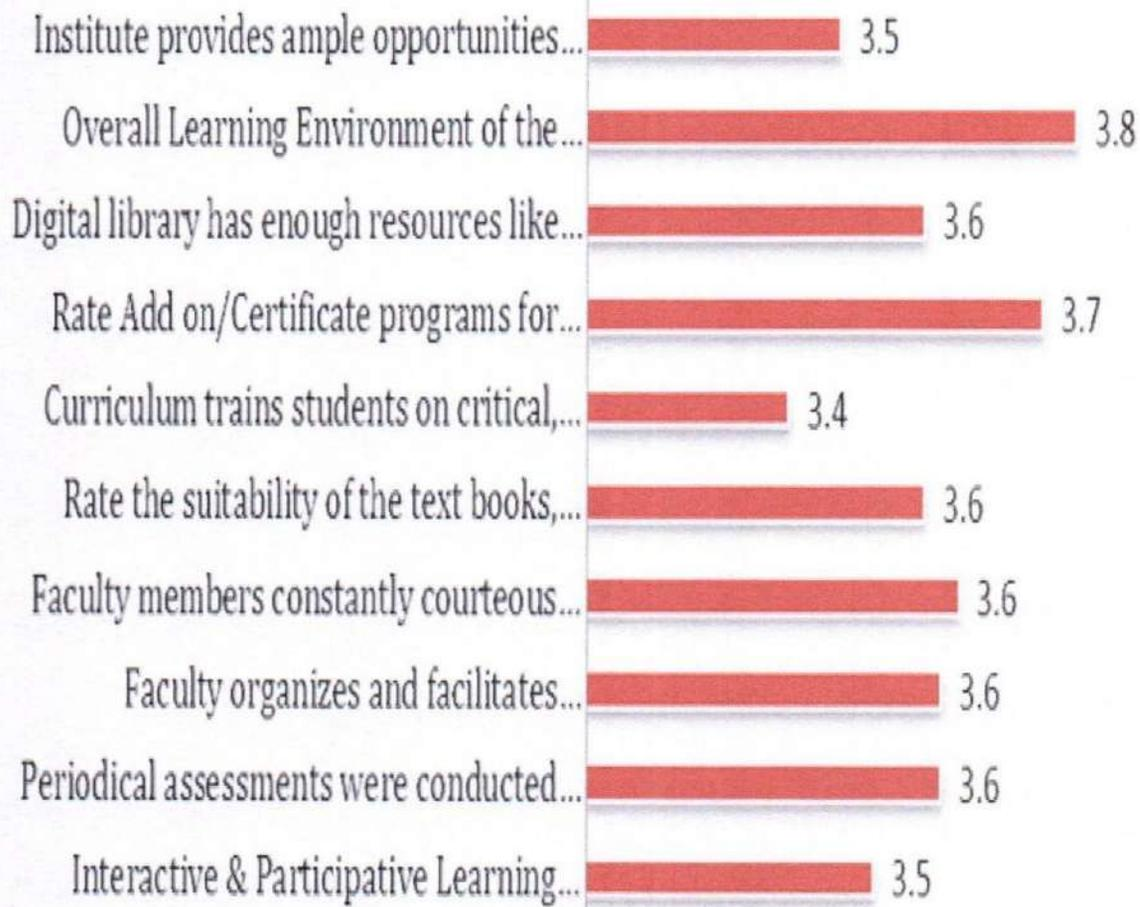 Institute provides ample opportunities... 3.5
Overall Learning Environment of the... 3.8
Digital library has enough resources like... 3.6
Rate Add on/Certificate programs for... 3.7
Curriculum trains students on critical,... 3.4
Rate the suitability of the text books,... 3.6
Faculty members constantly courteous... 3.6
Faculty organizes and facilitates... 3.6
Periodical assessments were conducted... 3.6
Interactive & Participative Learning... 3.5